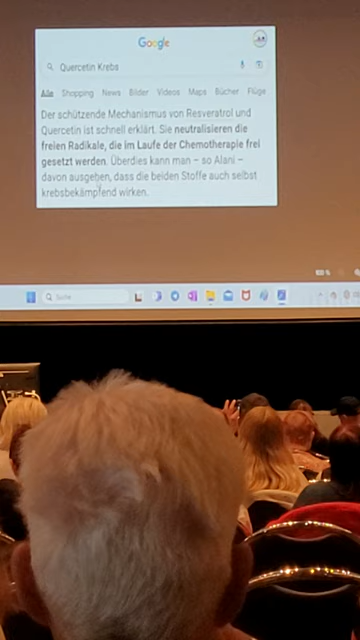 Google
Quercetin Krebs
Alle Shopping News Bilder Videos Maps Bücher Flüge
Der schützende Mechanismus von Resveratrol und
Quercetin ist schnell erklärt. Sie neutralisieren die
freien Radikale, die im Laufe der Chemotherapie frei
gesetzt werden. Überdies kann man – so Alani –
davon ausgehen, dass die beiden Stoffe auch selbst
krebsbekämpfend wirken.
Suche